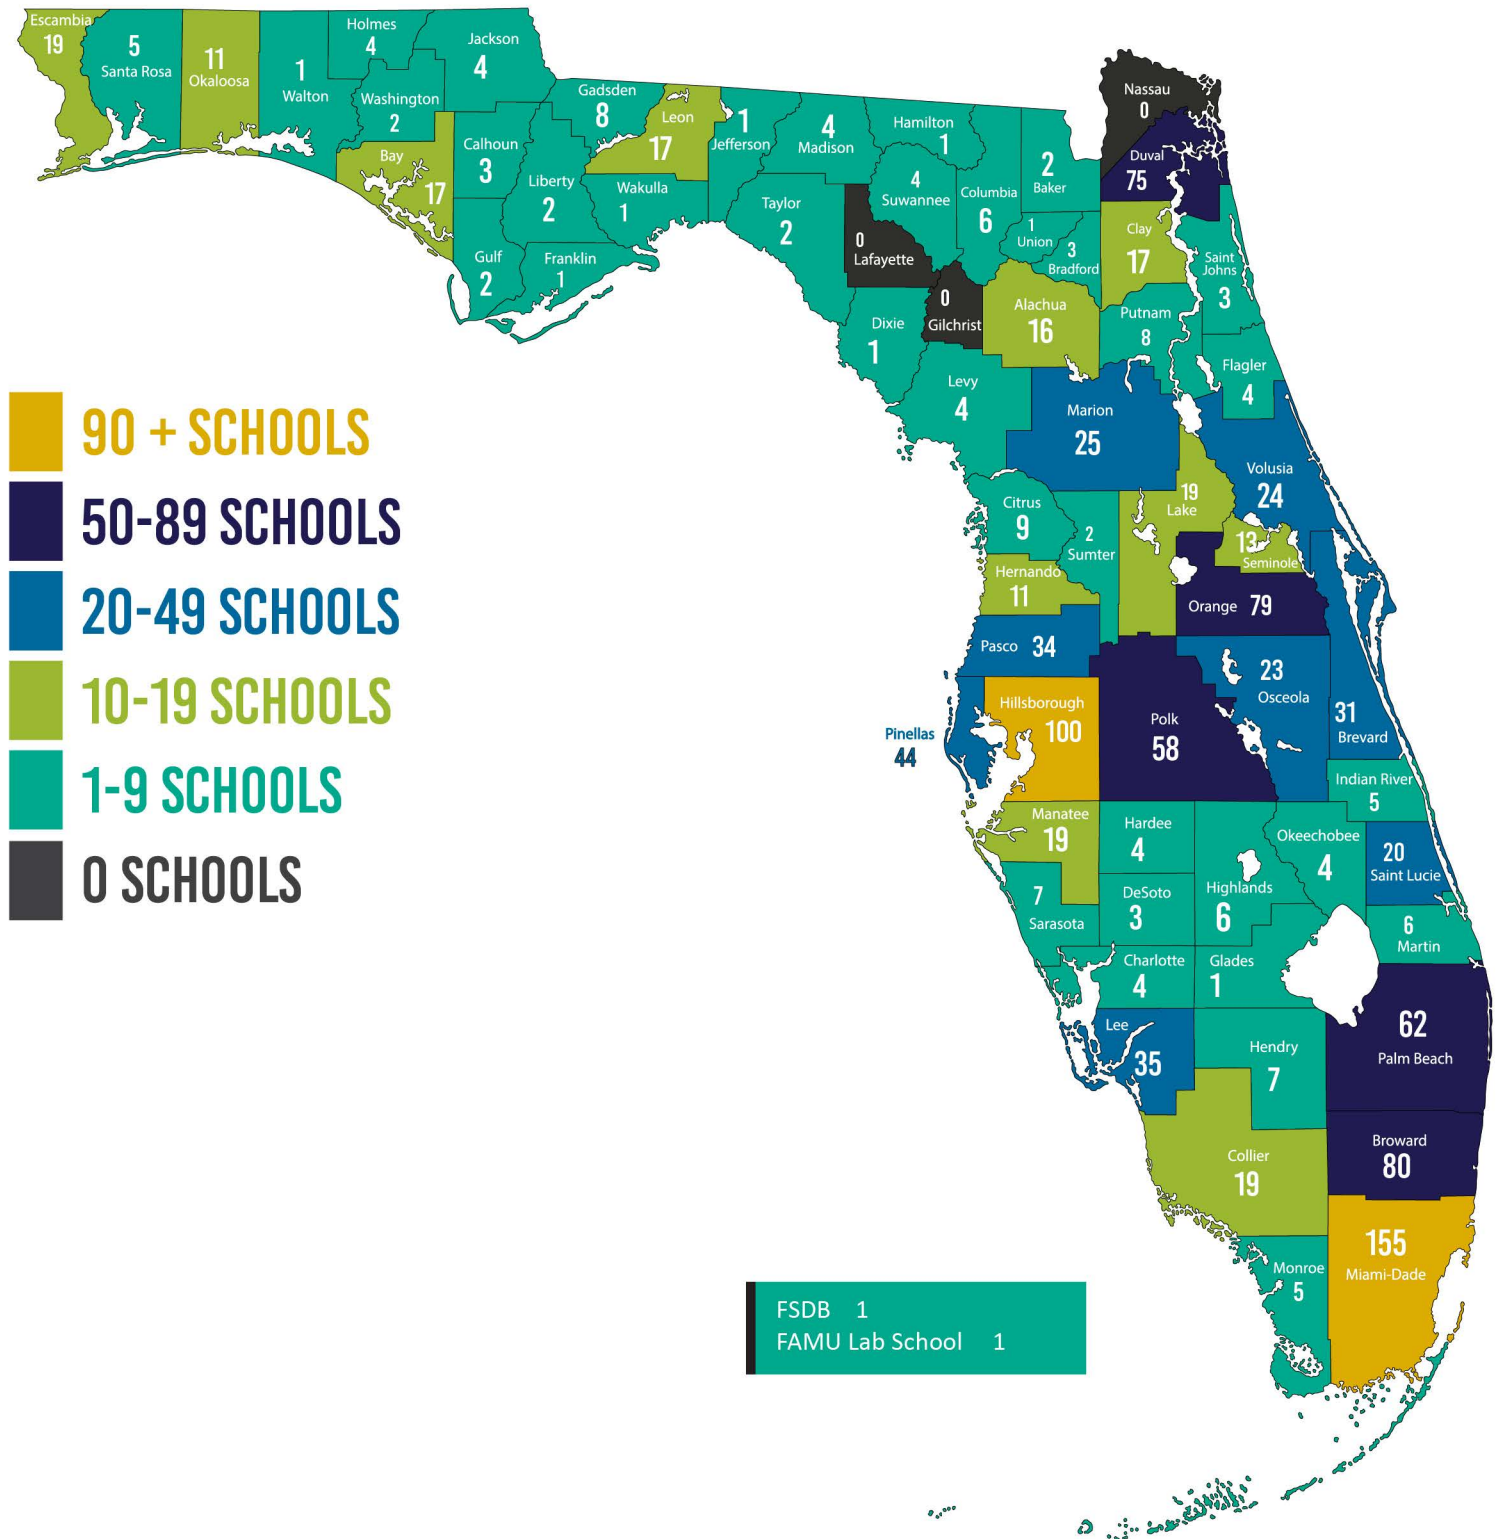 Escambia
19
5
Santa Rosa
11
Okaloosa
1
Walton
Holmes
4
Washington
2
Jackson
4
Bay
17
Calhoun
3
Gulf
2
Liberty
2
Franklin
1
Gadsden
8
Leon
17
Wakulla
1
1
Jefferson
4
Madison
Taylor
2
Hamilton
1
4
Suwannee
0
Lafayette
Columbia
6
2
Baker
1
Union
3
Bradford
Nassau
0
Duval
75
Clay
17
Saint
Johns
3
0
Gilchrist
Dixie
1
Alachua
16
Putnam
8
Flagler
4
Levy
4
Marion
25
Volusia
24
90 + SCHOOLS
50-89 SCHOOLS
20-49 SCHOOLS
10-19 SCHOOLS
1-9 SCHOOLS
0 SCHOOLS
Citrus
9
2
Sumter
19
Lake
13
Seminole
Hernando
11
Orange 79
Pasco 34
23
Osceola
31
Brevard
Pinellas
44
Hillsborough
100
Polk
58
Indian River
5
Manatee
19
Hardee
4
Highlands
6
Okeechobee
4
20
Saint Lucie
7
Sarasota
DeSoto
3
6
Martin
Charlotte
4
Glades
1
Lee
35
Hendry
7
62
Palm Beach
Collier
19
Broward
80
155
Miami-Dade
Monroe
5
FSDB 1
FAMU Lab School 1